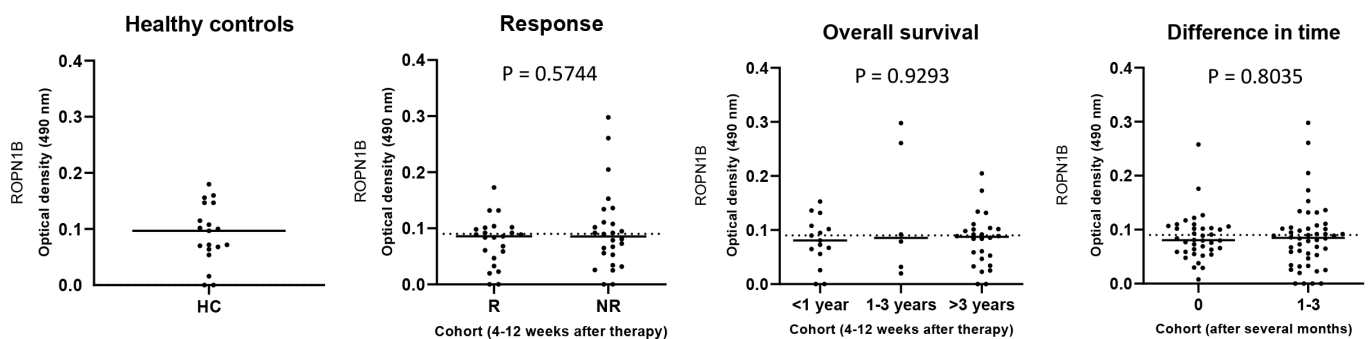 Healthy controls
ROPN1B
Optical density (490 nm)
0.4
0.3
0.2
0.1
0.0
HC
Response
P = 0.5744
ROPN1B
Optical density (490 nm)
0.4
0.3
0.2
0.1
0.0
R NR
Cohort (4-12 weeks after therapy)
Overall survival
P = 0.9293
ROPN1B
Optical density (490 nm)
0.4
0.3
0.2
0.1
0.0
<1 year 1-3 years >3 years
Cohort (4-12 weeks after therapy)
Difference in time
P = 0.8035
ROPN1B
Optical density (490 nm)
0.4
0.3
0.2
0.1
0.0
0 1-3
Cohort (after several months)